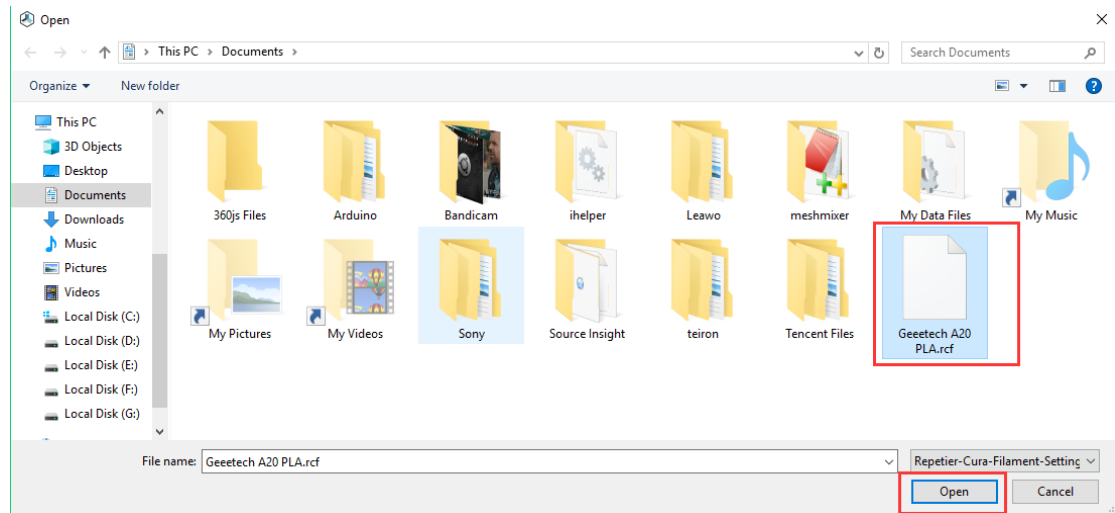 Open
This PC > Documents >
Search Documents
Organize
New folder
This PC
3D Objects
Desktop
Documents
Downloads
Music
Pictures
Videos
Local Disk (C:)
Local Disk (D:)
Local Disk (E:)
Local Disk (F:)
Local Disk (G:)
360js Files
Arduino
Bandicam
ihelper
Leawo
meshmixer
My Data Files
My Music
My Pictures
My Videos
Sony
Source Insight
teiron
Tencent Files
Geeetech A20
PLA.rcf
File name:
Geeetech A20 PLA.rcf
Repetier-Cura-Filament-Setting
Open
Cancel